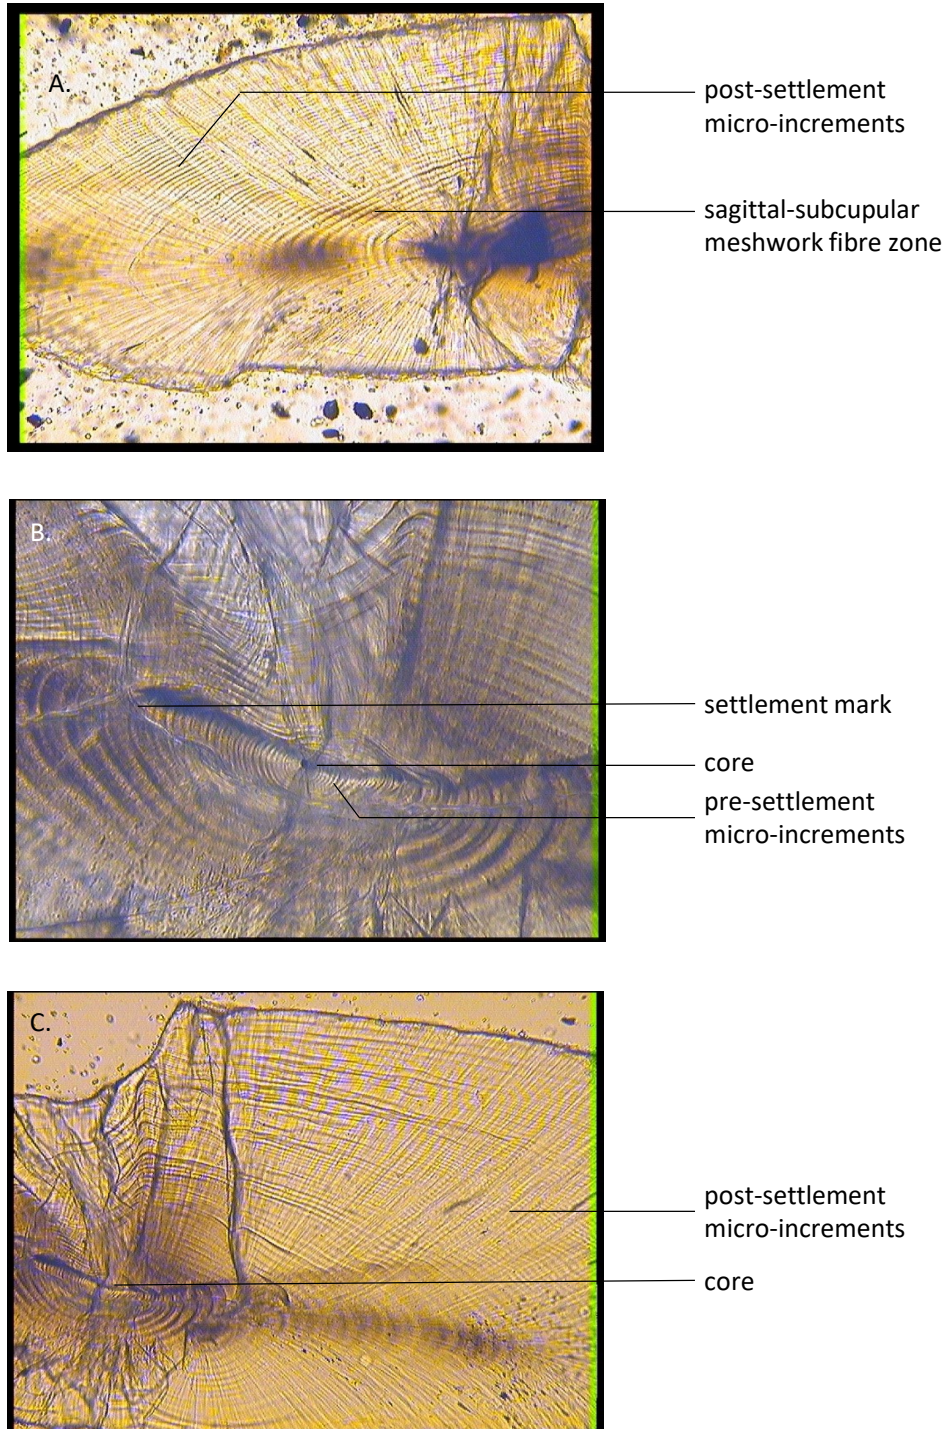 A.
post-settlement
micro-increments
sagittal-subcupular
meshwork fibre zone
B.
settlement mark
core
pre-settlement
micro-increments
C.
post-settlement
micro-increments
core